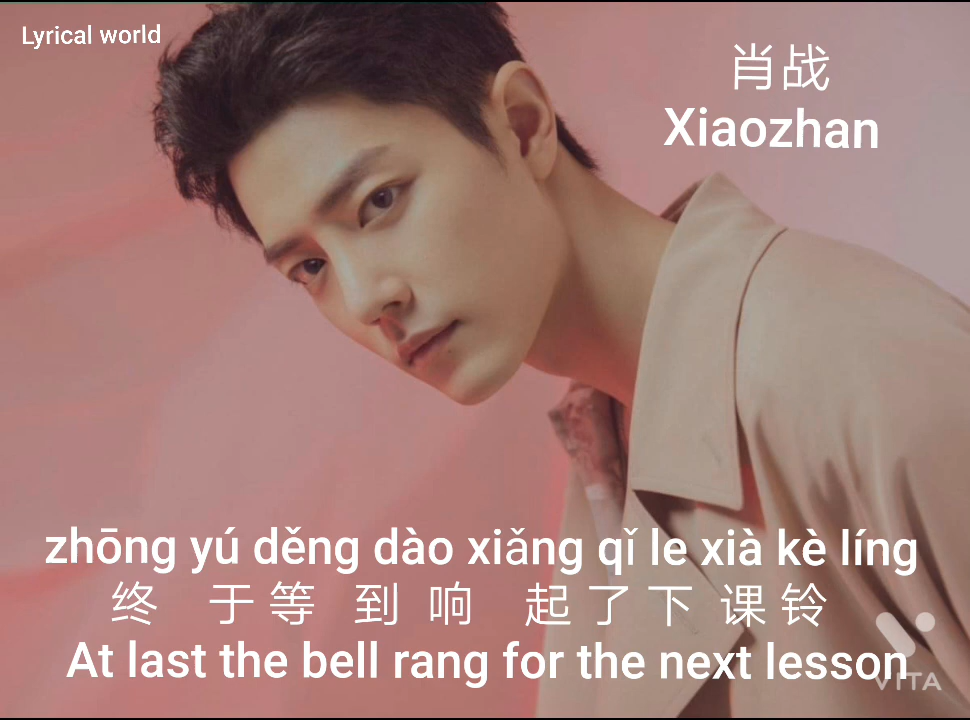 Lyrical world
肖战
Xiaozhan
zhōng yú děng dào xiǎng qǐ le xià kè líng
终 于 等 到 响 起 了 下 课 铃
At last the bell rang for the next lesson
VITA